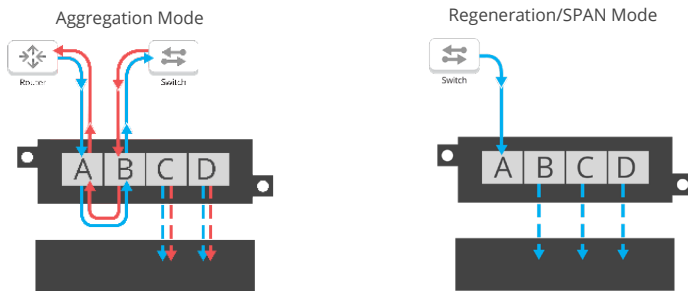 Aggregation Mode
Router
Switch
A B C D
Regeneration/SPAN Mode
Switch
A B C D